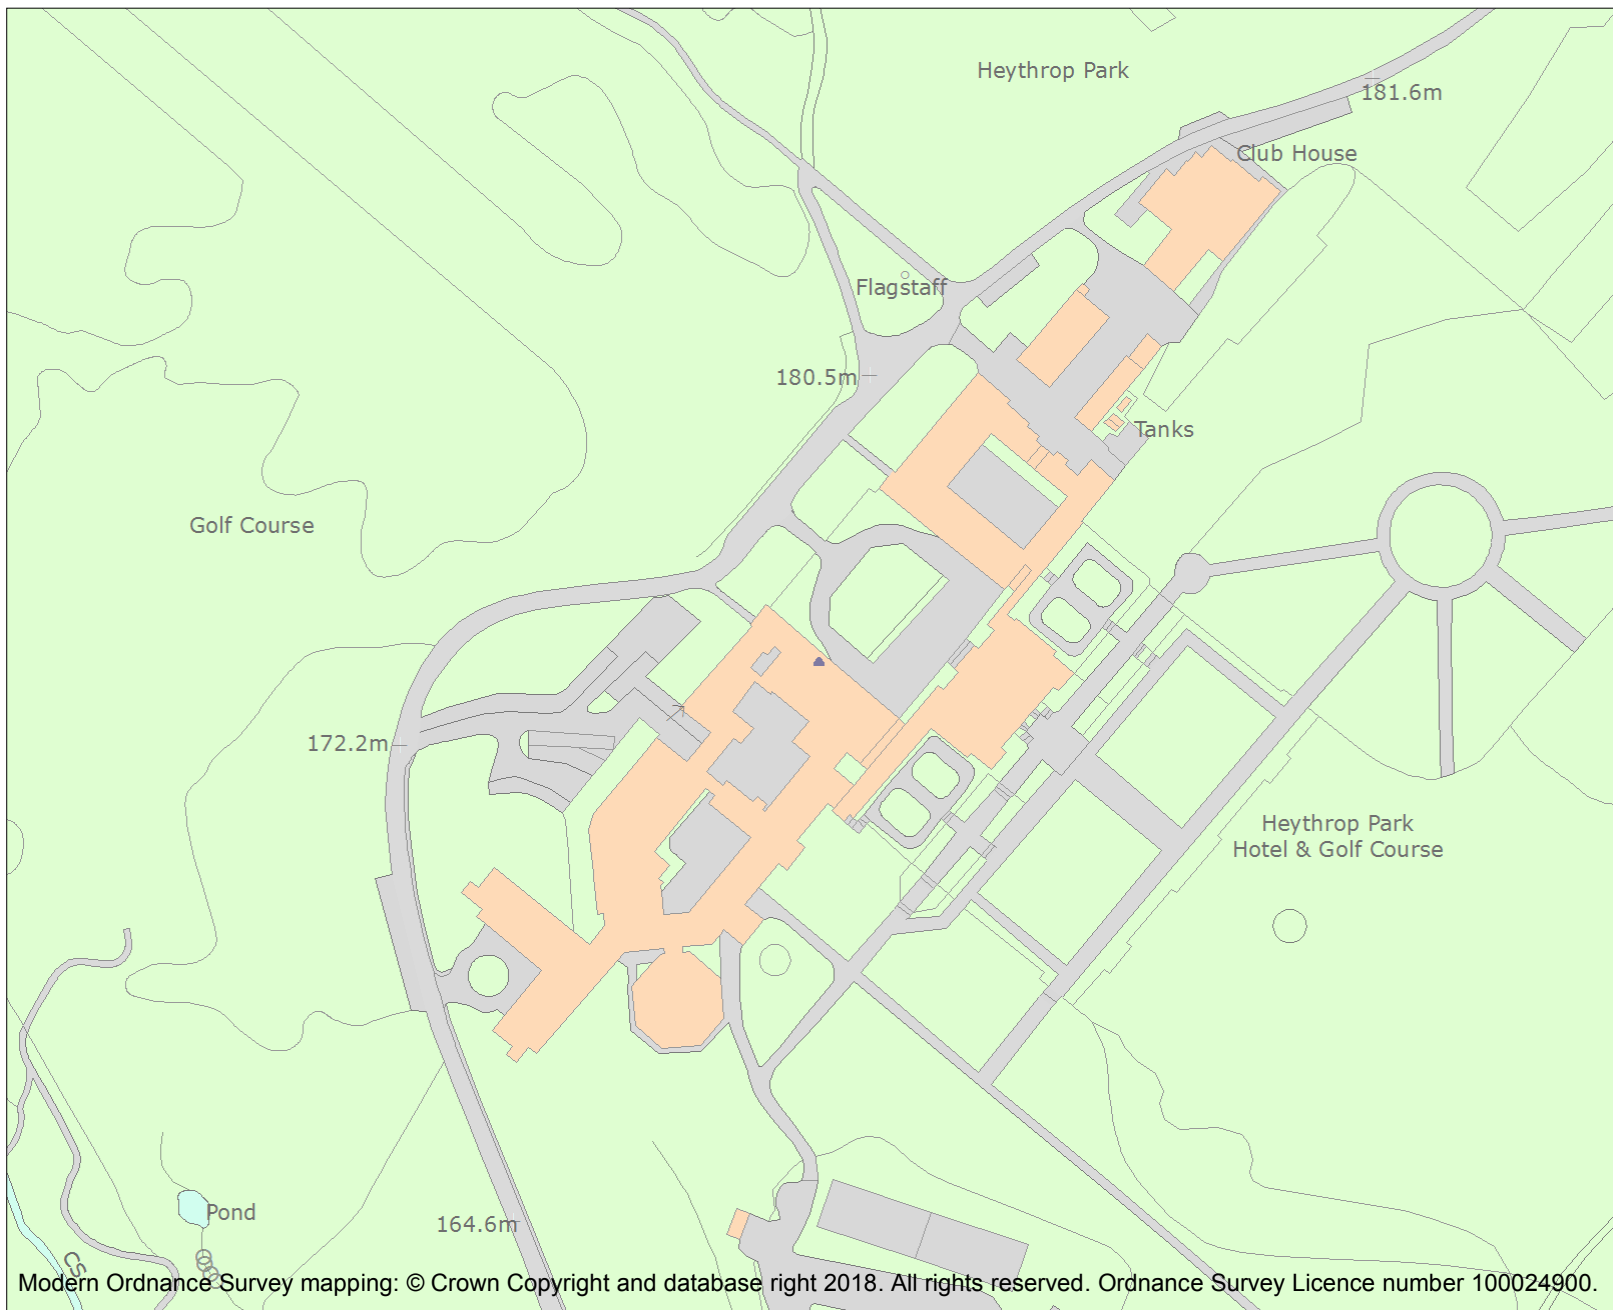 Heythrop Park
181.6m
Club House
Flagstaff
180.5m
Tanks
Golf Course
172.2m
Heythrop Park
Hotel & Golf Course
Pond
164.6m
CS
Modern Ordnance Survey mapping: © Crown Copyright and database right 2018. All rights reserved. Ordnance Survey Licence number 100024900.